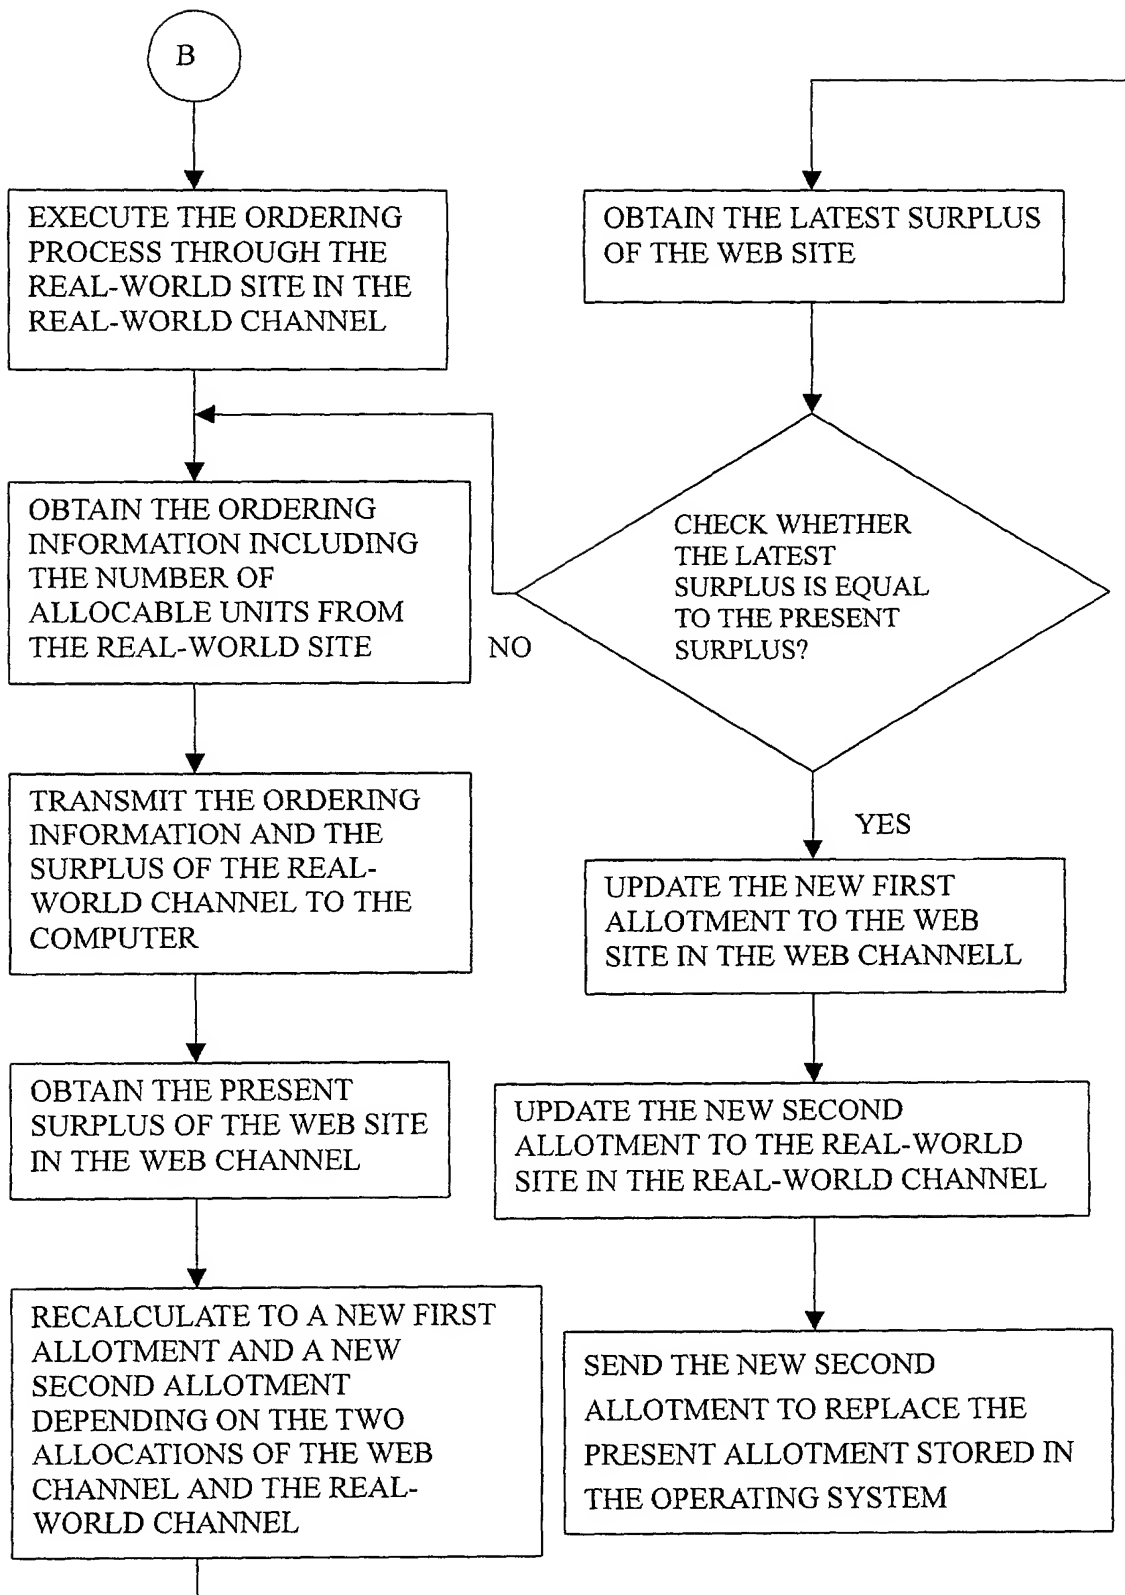 B
EXECUTE THE ORDERING
PROCESS THROUGH THE
REAL-WORLD SITE IN THE
REAL-WORLD CHANNEL
OBTAIN THE ORDERING
INFORMATION INCLUDING
THE NUMBER OF
ALLOCABLE UNITS FROM
THE REAL-WORLD SITE
TRANSMIT THE ORDERING
INFORMATION AND THE
SURPLUS OF THE REAL-
WORLD CHANNEL TO THE
COMPUTER
OBTAIN THE PRESENT
SURPLUS OF THE WEB SITE
IN THE WEB CHANNEL
RECALCULATE TO A NEW FIRST
ALLOTMENT AND A NEW
SECOND ALLOTMENT
DEPENDING ON THE TWO
ALLOCATIONS OF THE WEB
CHANNEL AND THE REAL-
WORLD CHANNEL
OBTAIN THE LATEST SURPLUS
OF THE WEB SITE
CHECK WHETHER
THE LATEST
SURPLUS IS EQUAL
TO THE PRESENT
SURPLUS?
NO
YES
UPDATE THE NEW FIRST
ALLOTMENT TO THE WEB
SITE IN THE WEB CHANNELL
UPDATE THE NEW SECOND
ALLOTMENT TO THE REAL-WORLD
SITE IN THE REAL-WORLD CHANNEL
SEND THE NEW SECOND
ALLOTMENT TO REPLACE THE
PRESENT ALLOTMENT STORED IN
THE OPERATING SYSTEM